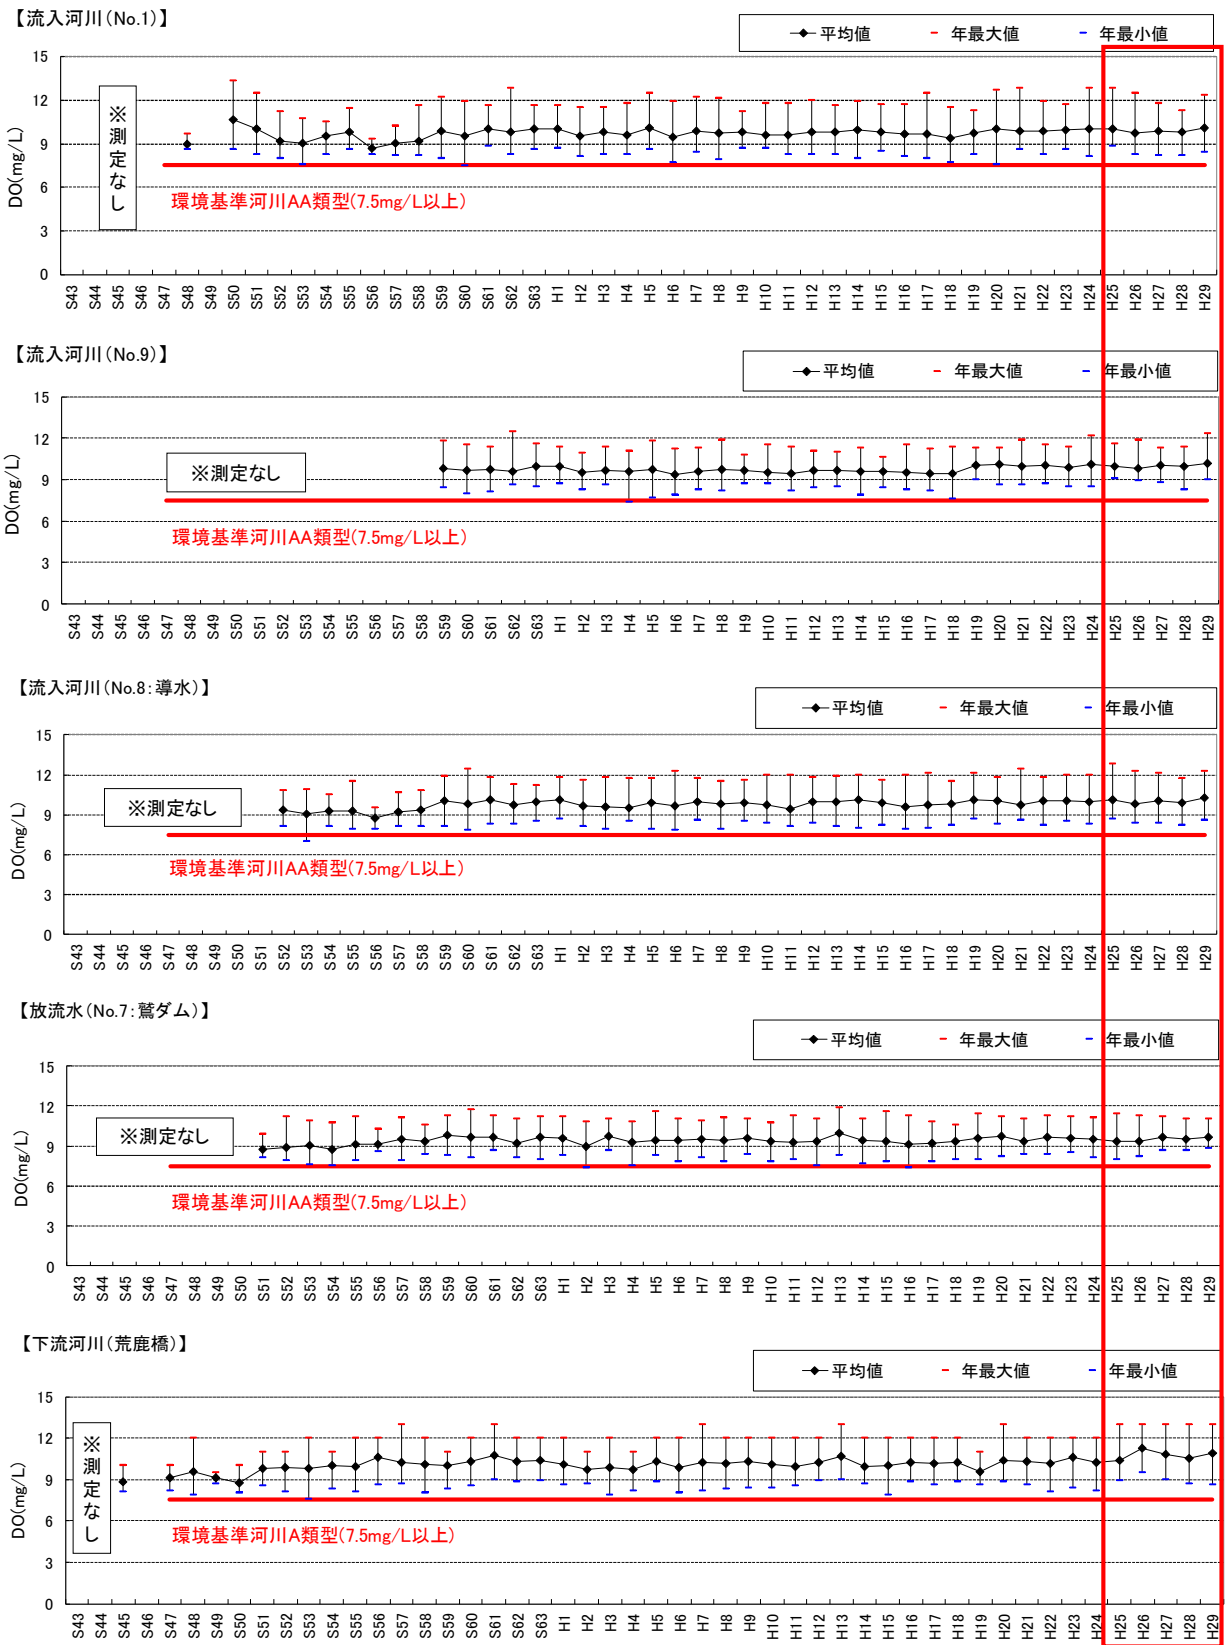 【流入河川(No.1)】
平均値 年最大値 年最小値
15
12
9
6
3
0
DO(mg/L)
※測定なし
環境基準河川AA類型(7.5mg/L以上)
S43 S44 S45 S46 S47 S48 S49 S50 S51 S52 S53 S54 S55 S56 S57 S58 S59 S60 S61 S62 S63 H1 H2 H3 H4 H5 H6 H7 H8 H9 H10 H11 H12 H13 H14 H15 H16 H17 H18 H19 H20 H21 H22 H23 H24 H25 H26 H27 H28 H29
【流入河川(No.9)】
平均値 年最大値 年最小値
15
12
9
6
3
0
DO(mg/L)
※測定なし
環境基準河川AA類型(7.5mg/L以上)
S43 S44 S45 S46 S47 S48 S49 S50 S51 S52 S53 S54 S55 S56 S57 S58 S59 S60 S61 S62 S63 H1 H2 H3 H4 H5 H6 H7 H8 H9 H10 H11 H12 H13 H14 H15 H16 H17 H18 H19 H20 H21 H22 H23 H24 H25 H26 H27 H28 H29
【流入河川(No.8:導水)】
平均値 年最大値 年最小値
15
12
9
6
3
0
DO(mg/L)
※測定なし
環境基準河川AA類型(7.5mg/L以上)
S43 S44 S45 S46 S47 S48 S49 S50 S51 S52 S53 S54 S55 S56 S57 S58 S59 S60 S61 S62 S63 H1 H2 H3 H4 H5 H6 H7 H8 H9 H10 H11 H12 H13 H14 H15 H16 H17 H18 H19 H20 H21 H22 H23 H24 H25 H26 H27 H28 H29
【放流水(No.7:鷲ダム)】
平均値 年最大値 年最小値
15
12
9
6
3
0
DO(mg/L)
※測定なし
環境基準河川AA類型(7.5mg/L以上)
S43 S44 S45 S46 S47 S48 S49 S50 S51 S52 S53 S54 S55 S56 S57 S58 S59 S60 S61 S62 S63 H1 H2 H3 H4 H5 H6 H7 H8 H9 H10 H11 H12 H13 H14 H15 H16 H17 H18 H19 H20 H21 H22 H23 H24 H25 H26 H27 H28 H29
【下流河川(荒鹿橋)】
平均値 年最大値 年最小値
15
12
9
6
3
0
DO(mg/L)
※測定なし
環境基準河川A類型(7.5mg/L以上)
S43 S44 S45 S46 S47 S48 S49 S50 S51 S52 S53 S54 S55 S56 S57 S58 S59 S60 S61 S62 S63 H1 H2 H3 H4 H5 H6 H7 H8 H9 H10 H11 H12 H13 H14 H15 H16 H17 H18 H19 H20 H21 H22 H23 H24 H25 H26 H27 H28 H29